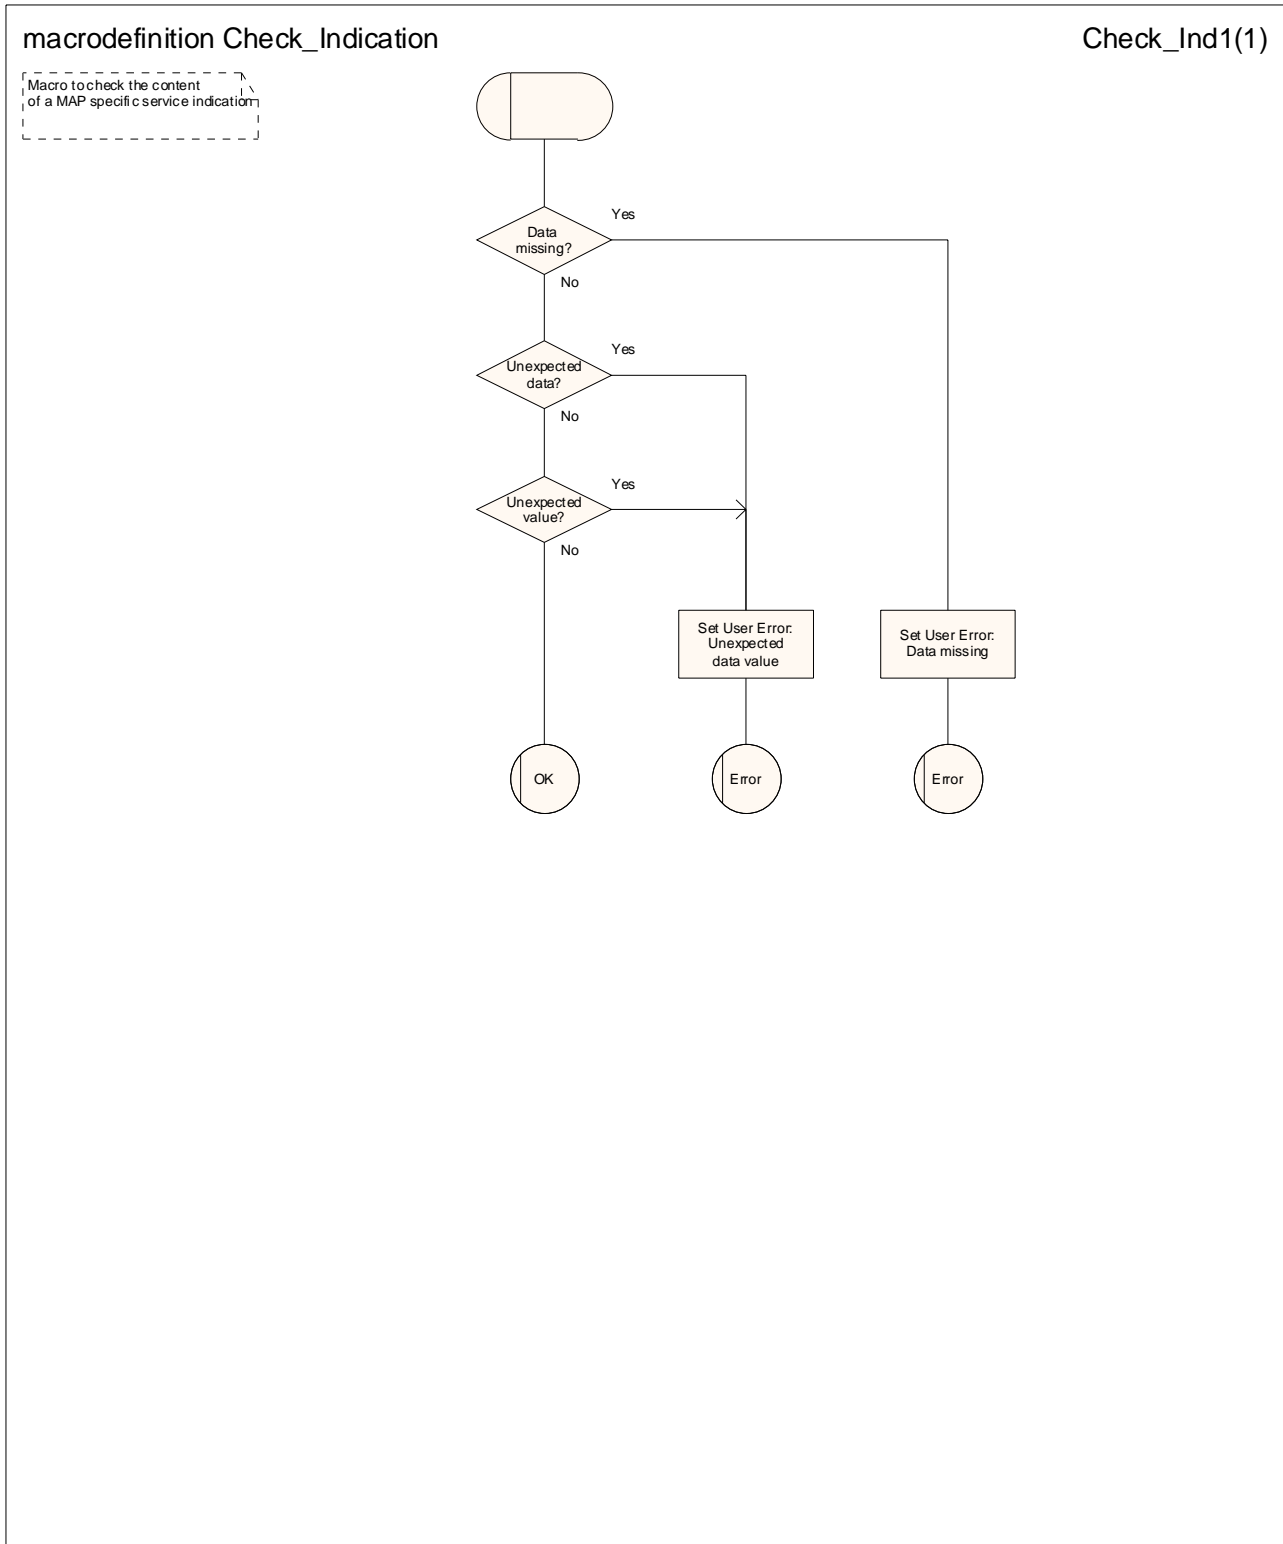 macrodefinition Check_Indication
Check_Ind1(1)
Macro to check the content
of a MAP specific service indication
Yes
Data
missing?
No
Yes
Unexpected
data?
No
Yes
Unexpected
value?
No
Set User Error:
Unexpected
data value
Set User Error:
Data missing
OK
Error
Error